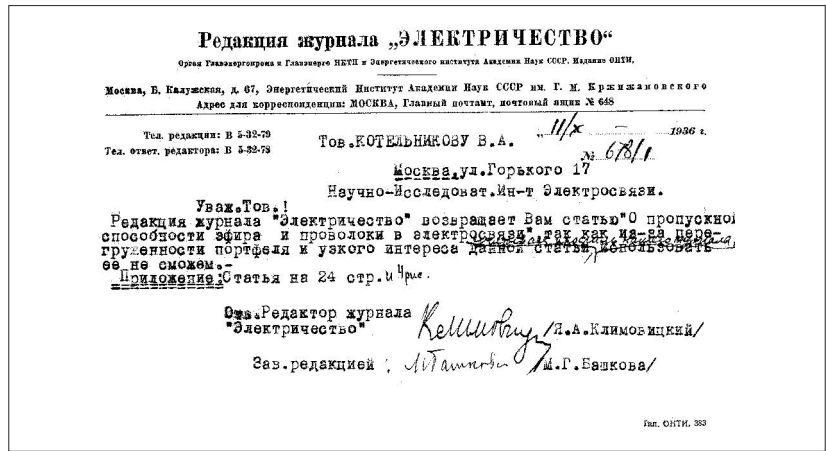 Редакция журнала „ЭЛЕКТРИЧЕСТВО“
Орган Главэнергопрома и Главэнерго НКТП и Энергетического института Академии Наук СССР. Издание ОНТИ.
Москва, Б. Калужская, д. 67, Энергетический Институт Академии Наук СССР им. Г. М. Кржижановского
Адрес для корреспонденции: МОСКВА, Главный почтамт, почтовый ящик № 648
Тел. редакции: В 5-32-79
Тел. ответ. редактора: В 5-32-78
Тов.КОТЕЛЬНИКОВУ В.А.
„ 11/X – 1936 г.
№ 678/1
Москва,ул.Горького 17
Научно-Исследоват.Ин-т Электросвязи.
Уваж.Тов.!
Редакция журнала "Электричество" возвращает Вам статью"О пропускной
способности эфира и проволоки в электросвязи",так как из-за пере-
груженности портфеля и узкого интереса данной статьи использовать
ее не сможем.-
Приложение:Статья на 24 стр. и 4 рис.
Отв.Редактор журнала
"Электричество" /Я.А.Климовицкий/
Зав.редакцией : /М.Г.Башкова/
Тип. ОНТИ. 383